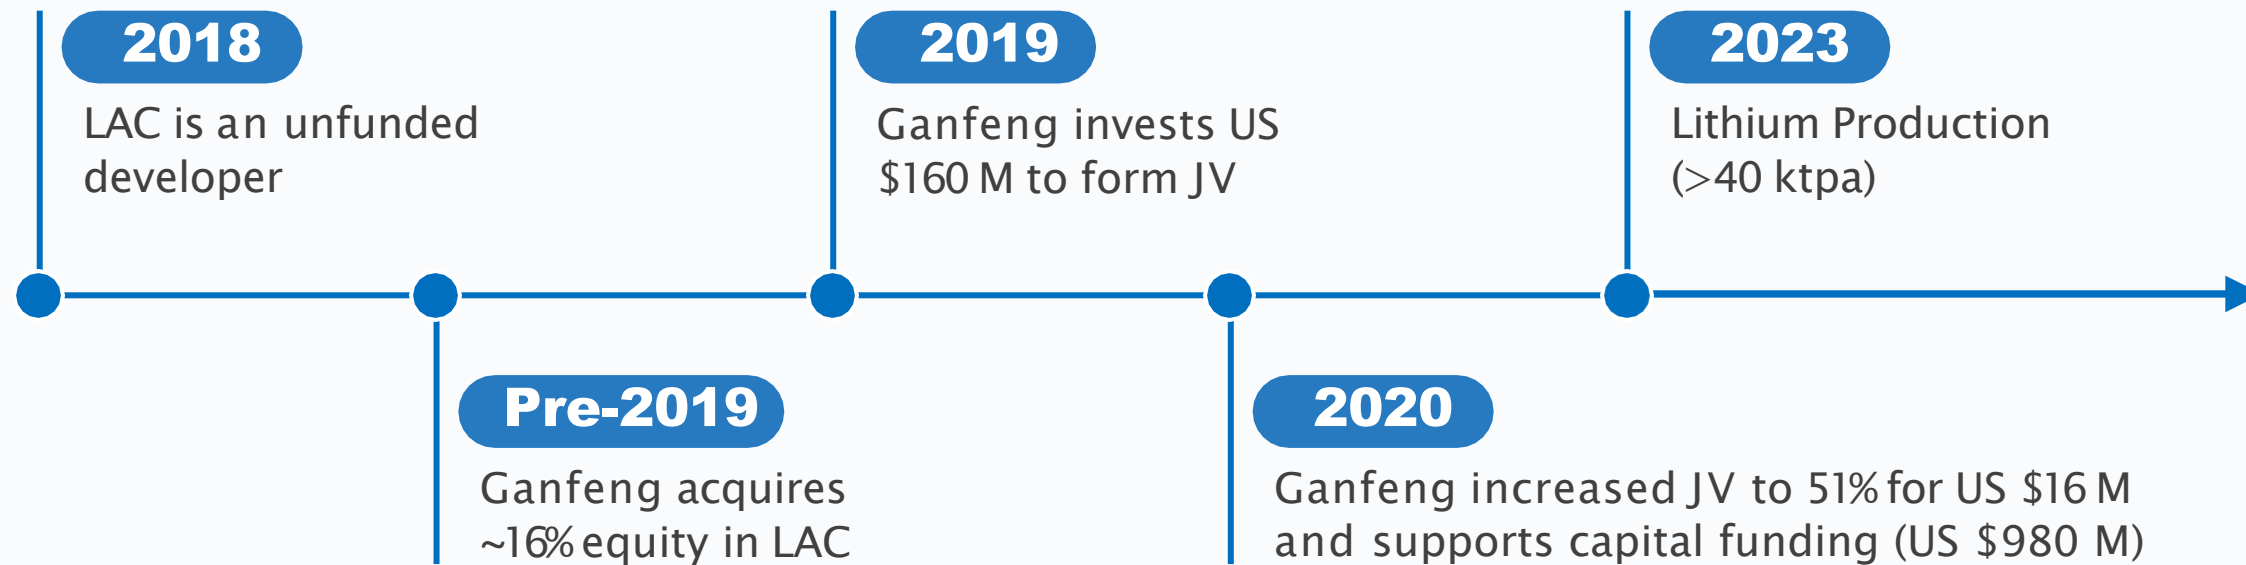 2018
LAC is an unfunded
developer
Pre-2019
Ganfeng acquires
~16% equity in LAC
2019
Ganfeng invests US
$160 M to form JV
2020
Ganfeng increased JV to 51% for US $16 M
and supports capital funding (US $980 M)
2023
Lithium Production
(>40 ktpa)